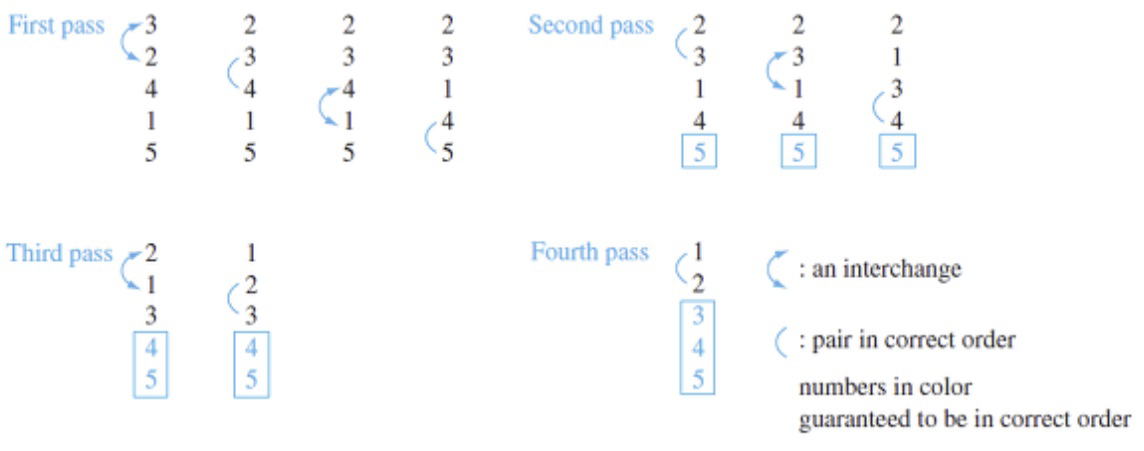 First pass 3 2 2 2
2 3 3 3
4 4 4 1
1 1 1 4
5 5 5 5
Second pass 2 2 2
3 3 1
1 1 3
4 4 4
5 5 5
Third pass 2 1
1 2
3 3
4 4
5 5
Fourth pass 1
2
3
4
5
: an interchange
: pair in correct order
numbers in color
guaranteed to be in correct order